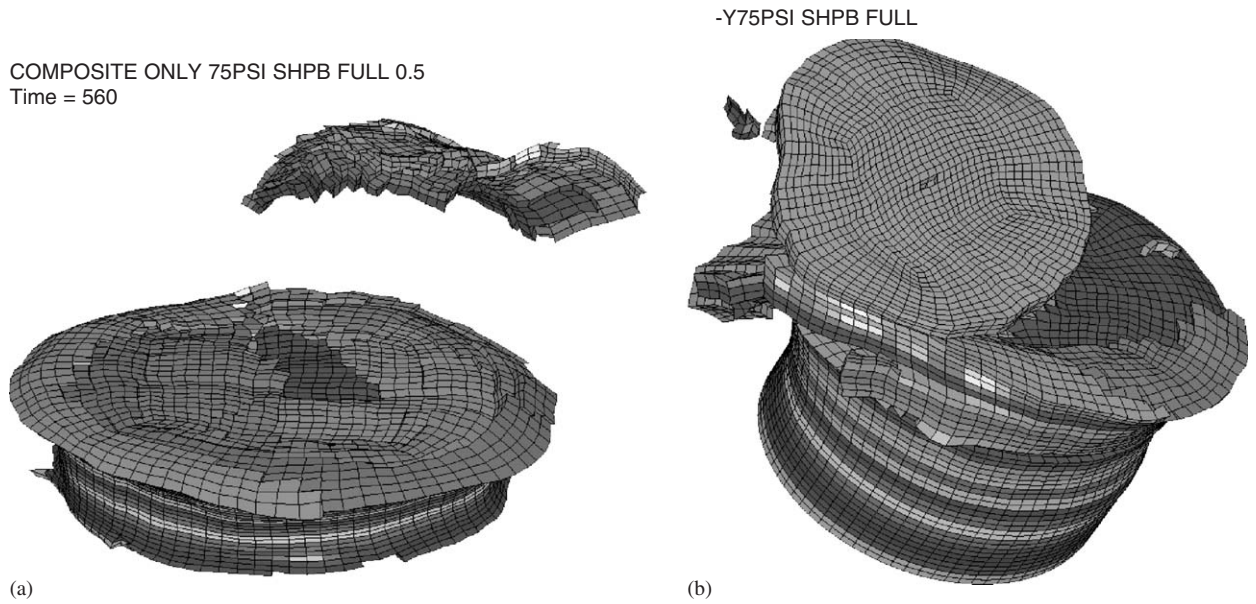 -Y75PSI SHPB FULL
COMPOSITE ONLY 75PSI SHPB FULL 0.5
Time = 560
(a)
(b)